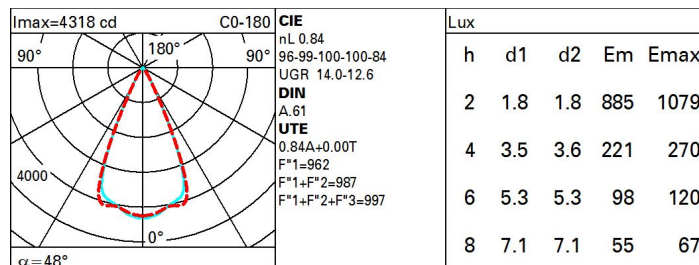 Imax=4318 cd C0-180
90° 180° 90°
4000
0°
α=48°
CIE
nL 0.84
96-99-100-100-84
UGR 14.0-12.6
DIN
A.61
UTE
0.84A+0.00T
F"1=962
F"1+F"2=987
F"1+F"2+F"3=997
Lux
h d1 d2 Em Emax
2 1.8 1.8 885 1079
4 3.5 3.6 221 270
6 5.3 5.3 98 120
8 7.1 7.1 55 67